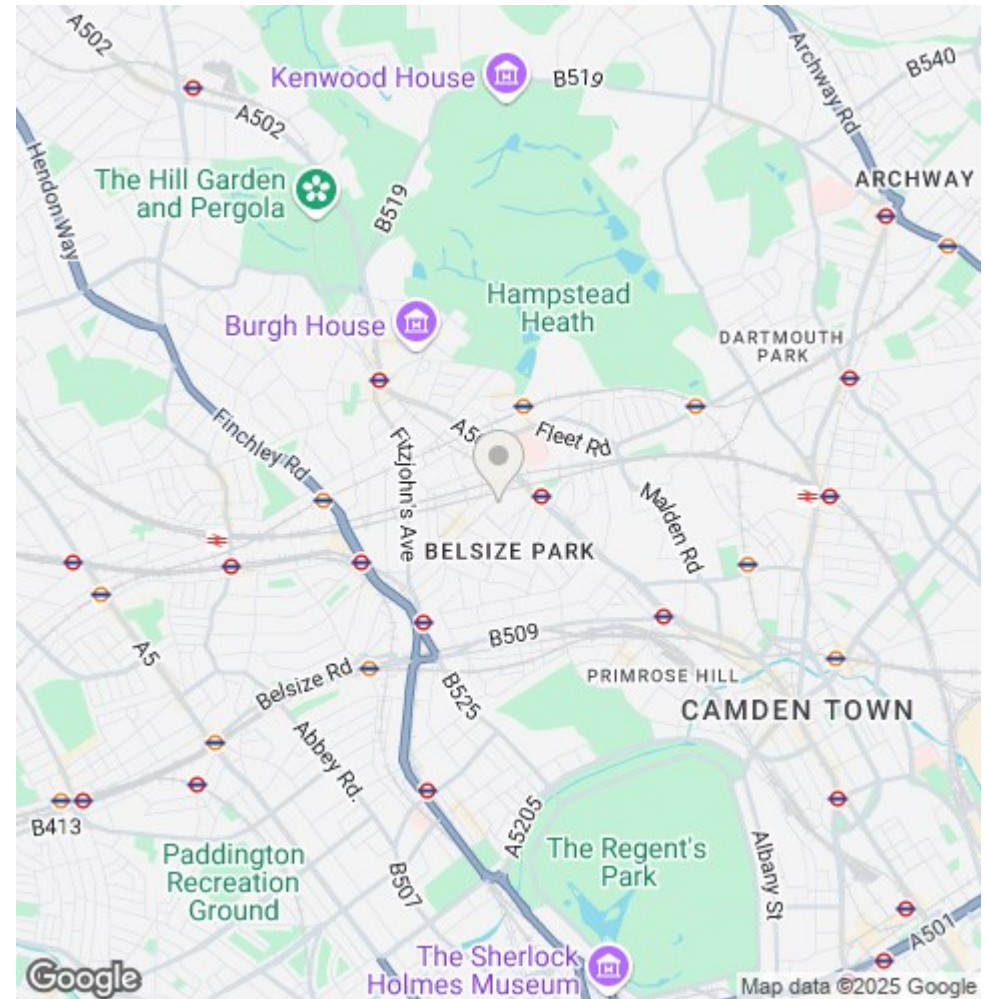 A502
Kenwood House
B519
B540
Archway Rd
A502
Hendon Way
The Hill Garden
and Pergola
B519
ARCHWAY
Hampstead
Heath
Burgh House
DARTMOUTH
PARK
Finchley Rd
Fitzjohn's Ave
Fleet Rd
Malden Rd
BELSIZE PARK
A5
B509
Belsize Rd
B525
PRIMROSE HILL
CAMDEN TOWN
Abbey Rd.
B413
A5205
Paddington
Recreation
Ground
B507
The Regent's
Park
Albany St
A501
The Sherlock
Holmes Museum
Google
Map data ©2025 Google